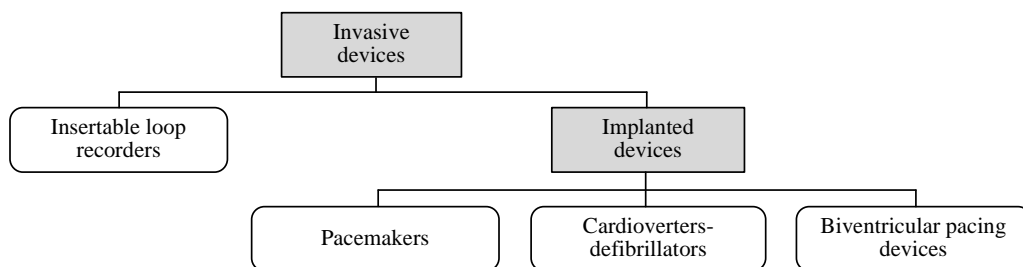 Invasive
devices
Insertable loop
recorders
Implanted
devices
Pacemakers
Cardioverters-
defibrillators
Biventricular pacing
devices